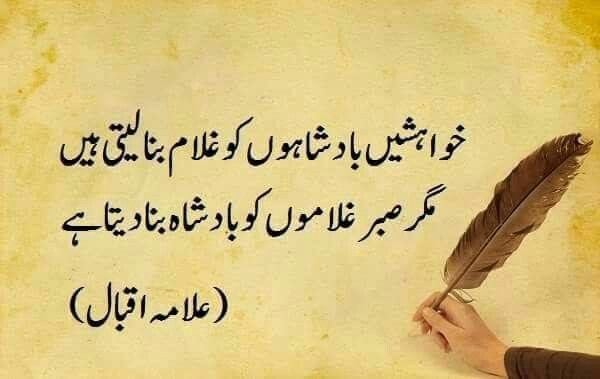 خواہشیں بادشاہوں کو غلام بنا لیتی ہیں
مگر صبر غلاموں کو بادشاہ بنا دیتا ہے
(علامہ اقبال)